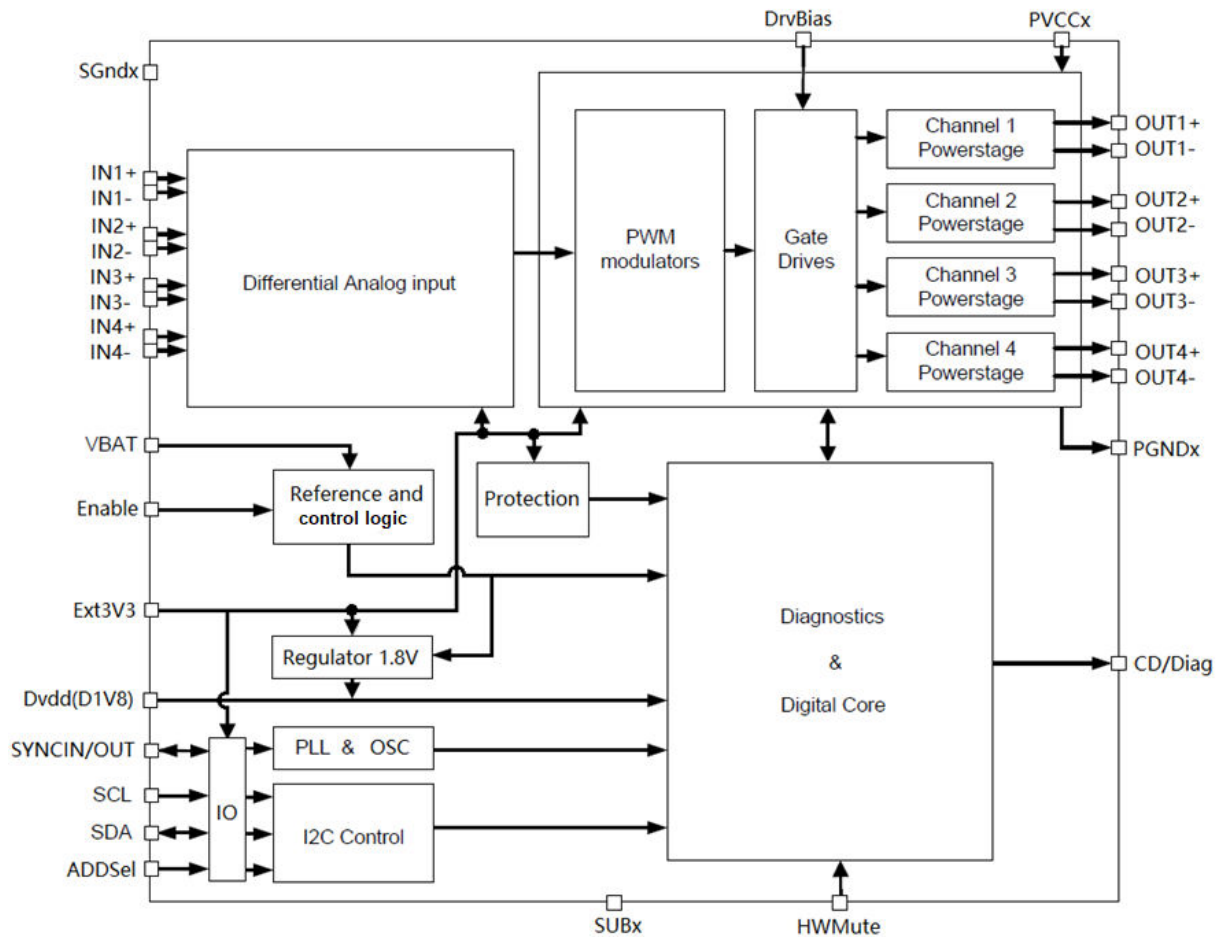 DrvBias
PVCCx
SGndx
IN1+
IN1-
IN2+
IN2-
IN3+
IN3-
IN4+
IN4-
Differential Analog input
PWM
modulators
Gate
Drives
Channel 1
Powerstage
Channel 2
Powerstage
Channel 3
Powerstage
Channel 4
Powerstage
OUT1+
OUT1-
OUT2+
OUT2-
OUT3+
OUT3-
OUT4+
OUT4-
VBAT
PGNDx
Enable
Reference and
control logic
Protection
Ext3V3
Regulator 1.8V
Diagnostics
&
Digital Core
CD/Diag
Dvdd(D1V8)
SYNCIN/OUT
PLL & OSC
SCL
SDA
ADDSel
IO
I2C Control
SUBx
HWMute